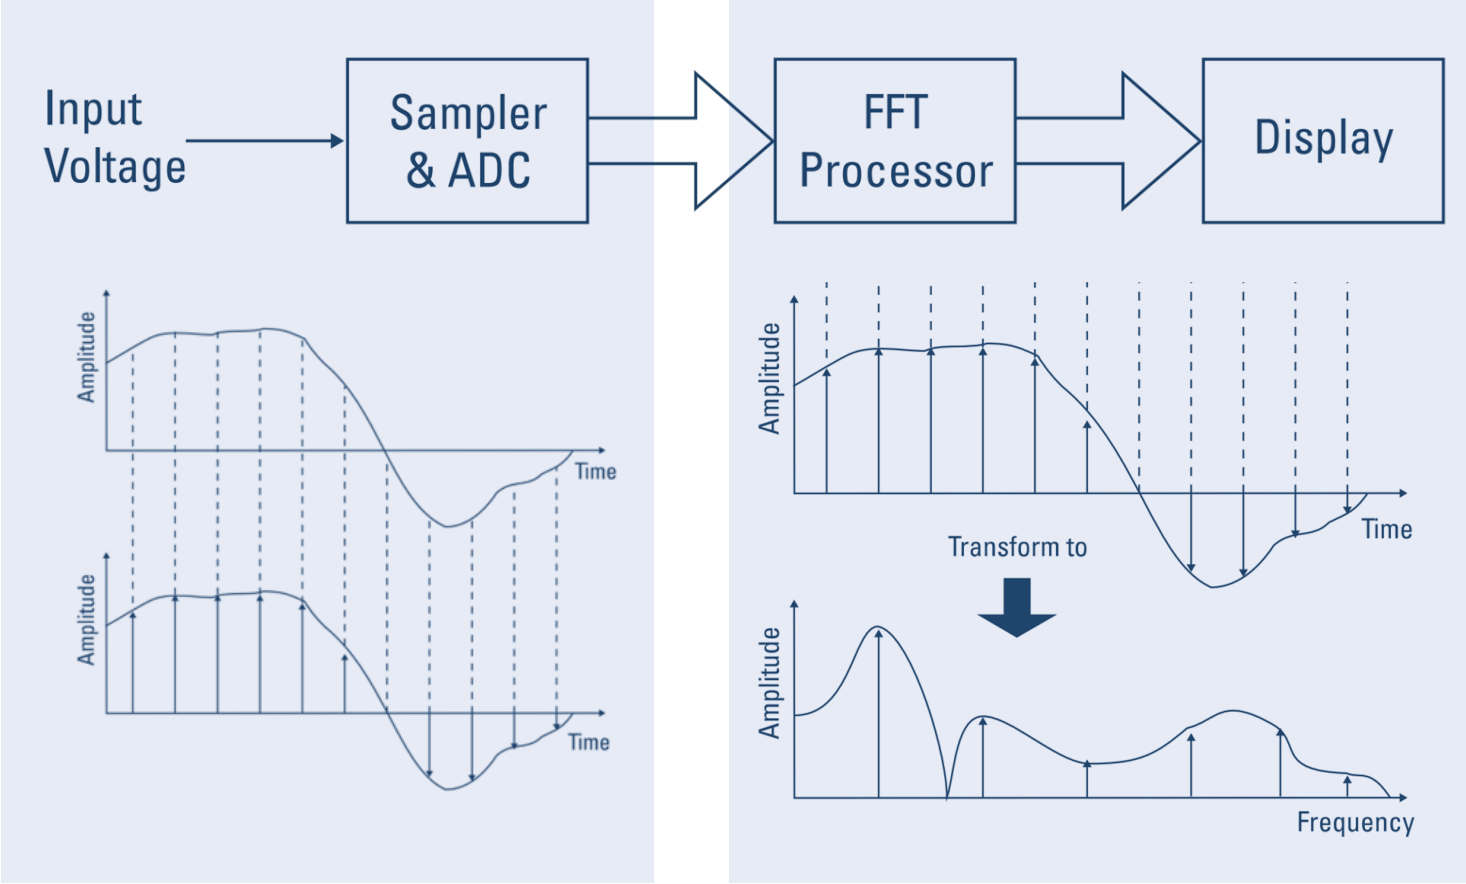 Input
Voltage
Sampler
& ADC
FFT
Processor
Display
Amplitude
Time
Amplitude
Time
Amplitude
Time
Transform to
Amplitude
Frequency